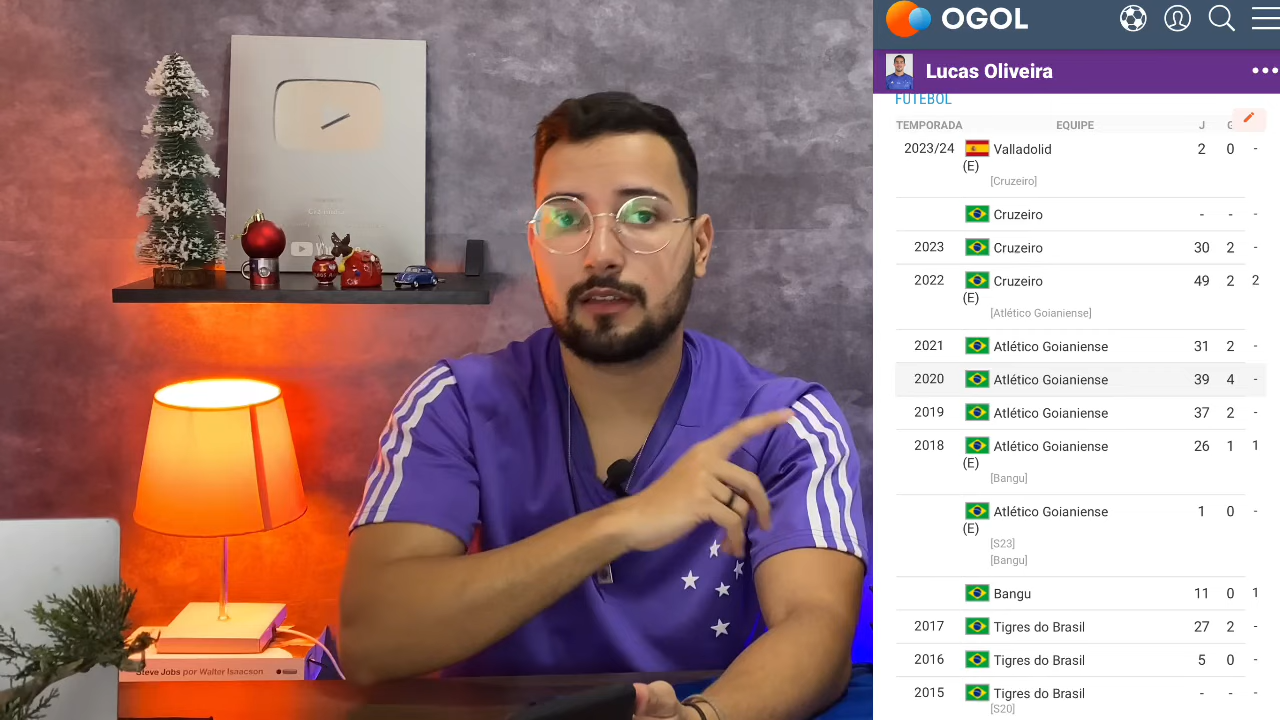 OGOL
Lucas Oliveira
FUTEBOL
TEMPORADA EQUIPE J
2023/24 Valladolid 2 0 -
(E)
[Cruzeiro]
Cruzeiro - - -
2023 Cruzeiro 30 2 -
2022 Cruzeiro 49 2 2
(E)
[Atlético Goianiense]
2021 Atlético Goianiense 31 2 -
2020 Atlético Goianiense 39 4 -
2019 Atlético Goianiense 37 2 -
2018 Atlético Goianiense 26 1 1
(E)
[Bangu]
Atlético Goianiense 1 0 -
(E)
[S23]
[Bangu]
Bangu 11 0 1
2017 Tigres do Brasil 27 2 -
2016 Tigres do Brasil 5 0 -
2015 Tigres do Brasil - - -
[S20]
Steve Jobs por Walter Isaacson